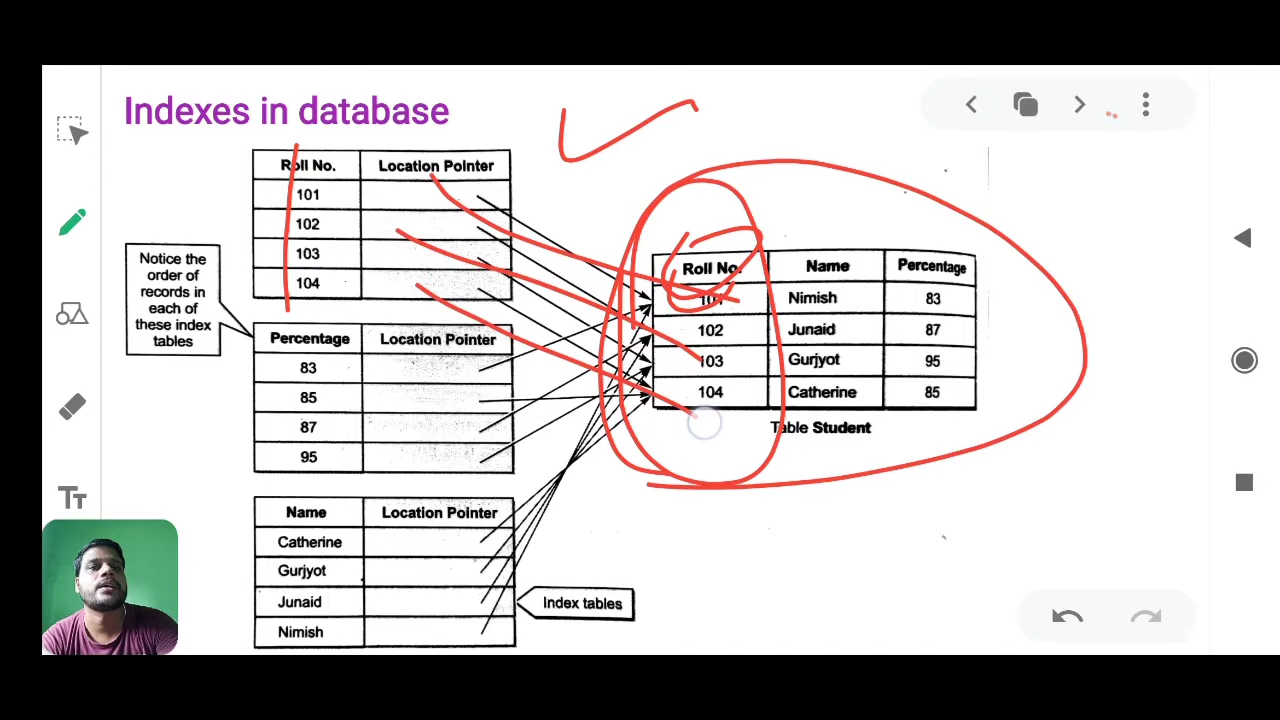 Indexes in database
Roll No. Location Pointer
101
102
103
104
Notice the
order of
records in
each of
these index
tables
Percentage Location Pointer
83
85
87
95
Name Location Pointer
Catherine
Gurjyot
Junaid
Nimish
Index tables
Roll No. Name Percentage
101 Nimish 83
102 Junaid 87
103 Gurjyot 95
104 Catherine 85
Table Student
TT